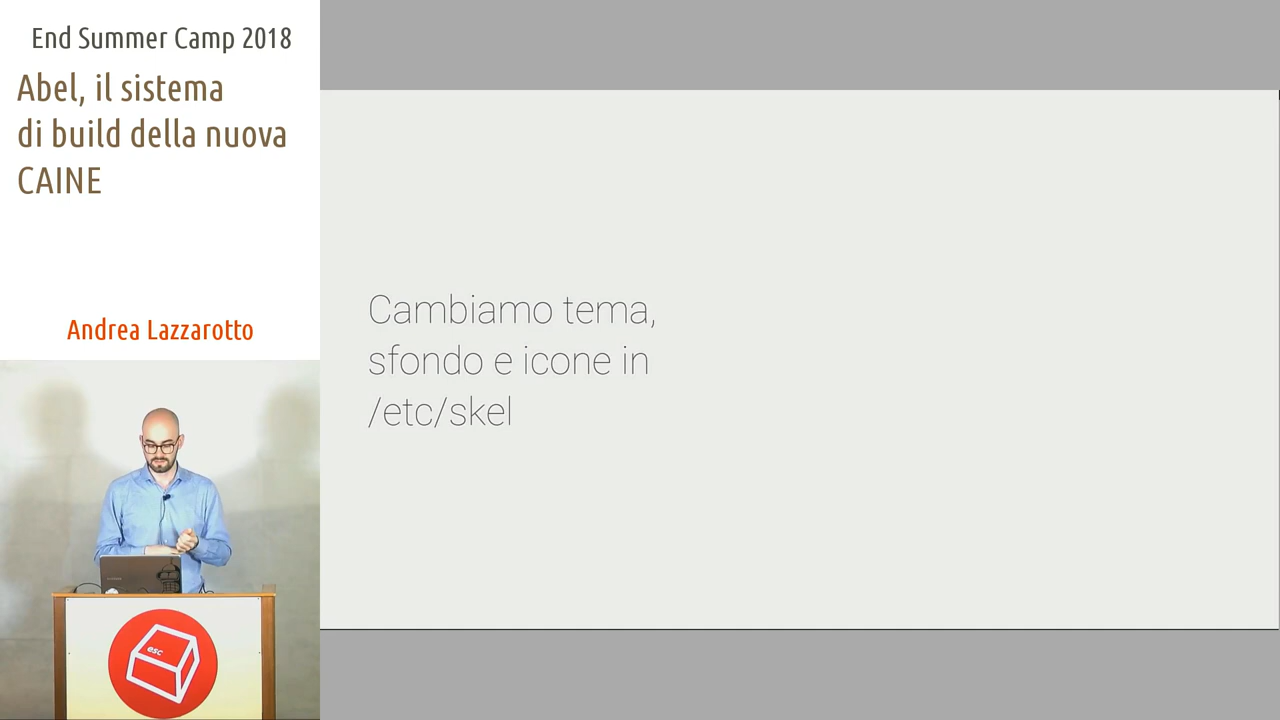 End Summer Camp 2018
Abel, il sistema
di build della nuova
CAINE
Andrea Lazzarotto
Cambiamo tema,
sfondo e icone in
/etc/skel
esc